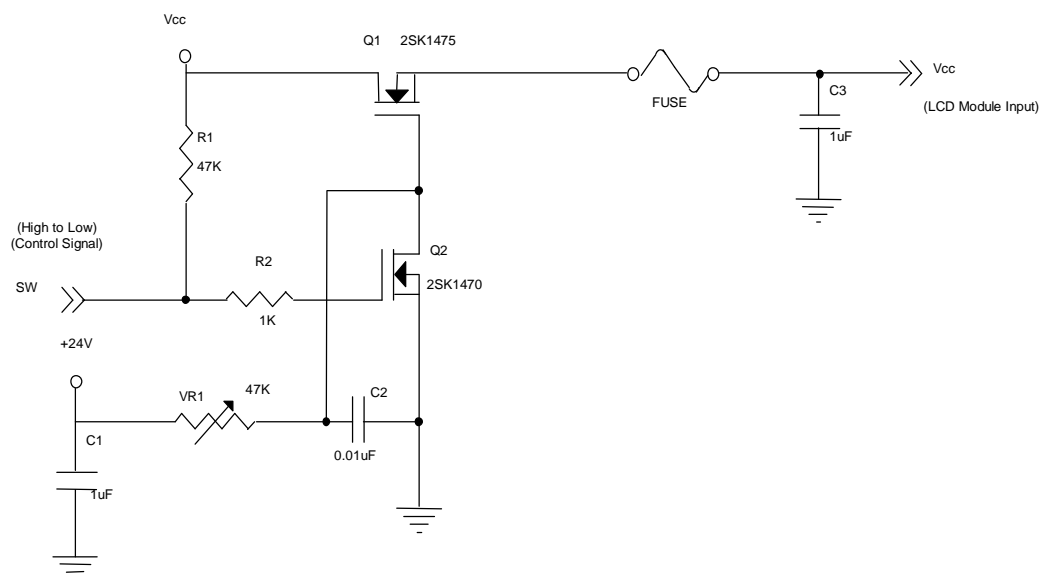 Vcc
Q1 2SK1475
FUSE
C3
1uF
Vcc
(LCD Module Input)
R1
47K
(High to Low)
(Control Signal)
SW
R2
1K
Q2
2SK1470
+24V
VR1
47K
C2
0.01uF
C1
1uF